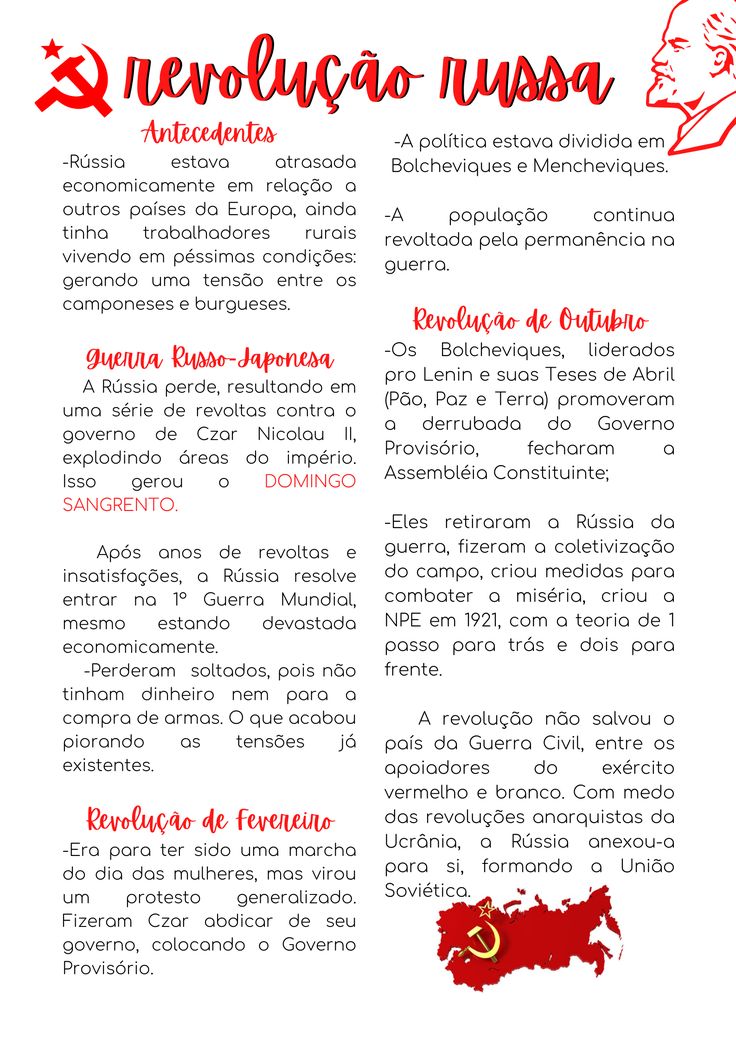 revolução russa
Antecedentes
-Rússia estava atrasada
economicamente em relação a
outros países da Europa, ainda
tinha trabalhadores rurais
vivendo em péssimas condições:
gerando uma tensão entre os
camponeses e burgueses.
Guerra Russo-Japonesa
A Rússia perde, resultando em
uma série de revoltas contra o
governo de Czar Nicolau II,
explodindo áreas do império.
Isso gerou o DOMINGO
SANGRENTO.
Após anos de revoltas e
insatisfações, a Rússia resolve
entrar na 1º Guerra Mundial,
mesmo estando devastada
economicamente.
-Perderam soltados, pois não
tinham dinheiro nem para a
compra de armas. O que acabou
piorando as tensões já
existentes.
Revolução de Fevereiro
-Era para ter sido uma marcha
do dia das mulheres, mas virou
um protesto generalizado.
Fizeram Czar abdicar de seu
governo, colocando o Governo
Provisório.
-A política estava dividida em
Bolcheviques e Mencheviques.
-A população continua
revoltada pela permanência na
guerra.
Revolução de Outubro
-Os Bolcheviques, liderados
pro Lenin e suas Teses de Abril
(Pão, Paz e Terra) promoveram
a derrubada do Governo
Provisório, fecharam a
Assembléia Constituinte;
-Eles retiraram a Rússia da
guerra, fizeram a coletivização
do campo, criou medidas para
combater a miséria, criou a
NPE em 1921, com a teoria de 1
passo para trás e dois para
frente.
A revolução não salvou o
país da Guerra Civil, entre os
apoiadores do exército
vermelho e branco. Com medo
das revoluções anarquistas da
Ucrânia, a Rússia anexou-a
para si, formando a União
Soviética.